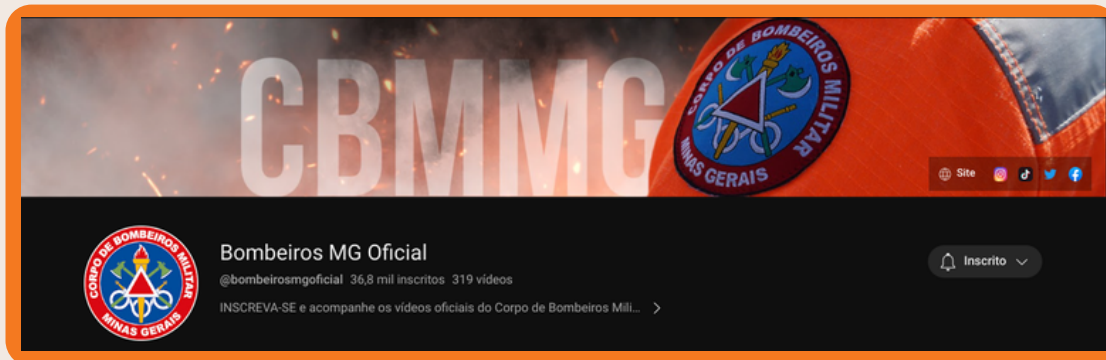 CBMMG
CORPO DE BOMBEIROS MILITAR
MINAS GERAIS
Site
CORPO DE BOMBEIROS MILITAR
MINAS GERAIS
Bombeiros MG Oficial
@bombeirosmgoficial 36,8 mil inscritos 319 vídeos
Inscrito
INSCREVA-SE e acompanhe os vídeos oficiais do Corpo de Bombeiros Mili...